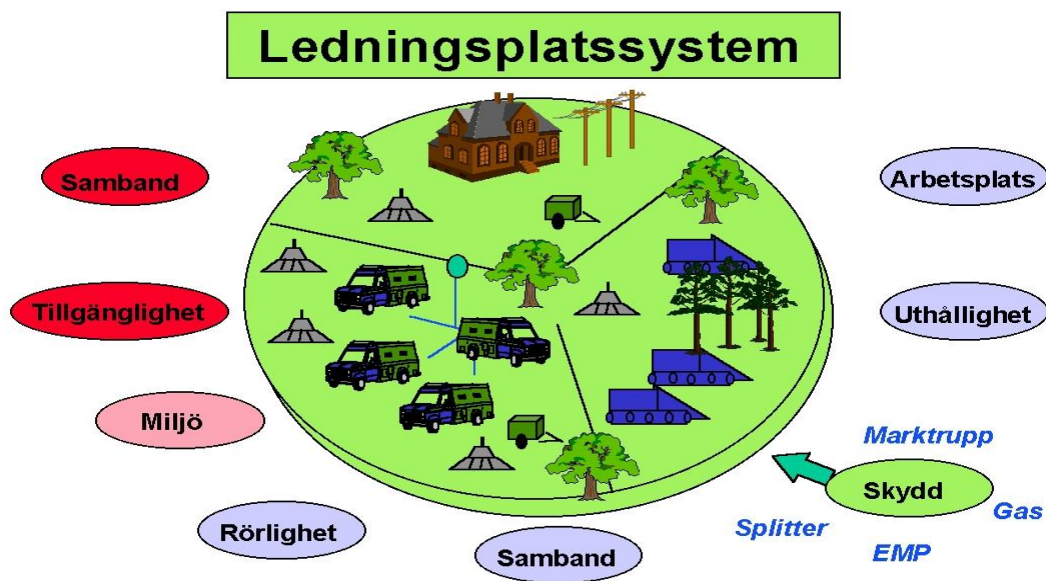 Ledningsplatssystem
Samband
Arbetsplats
Tillgänglighet
Uthållighet
Miljö
Marktrupp
Skydd
Gas
Splitter
Rörlighet
EMP
Samband